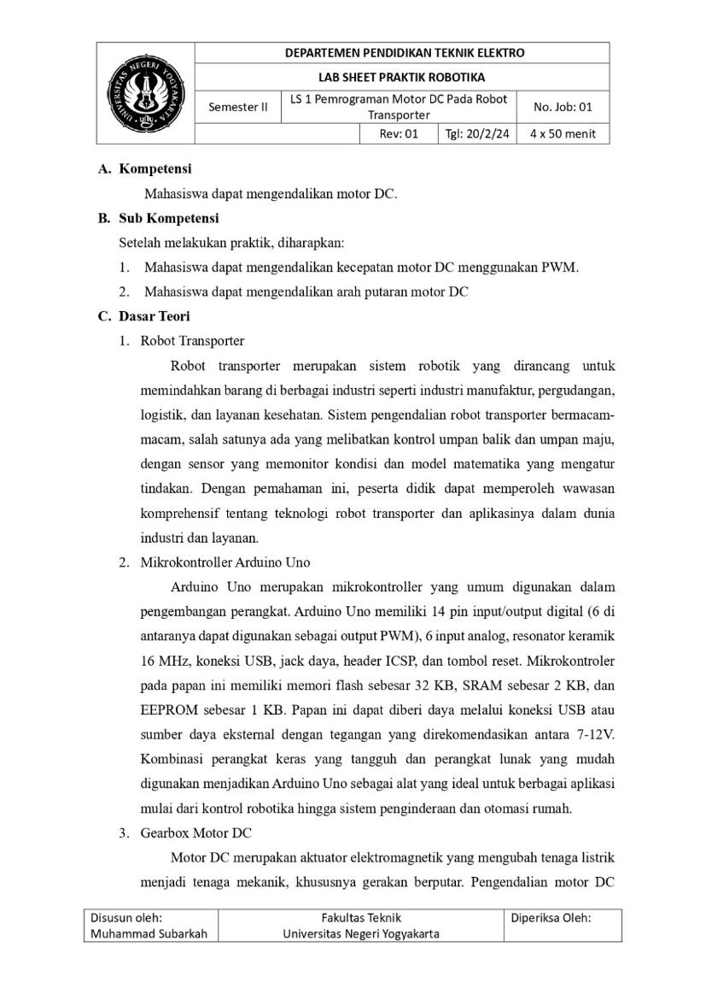 UNIVERSITAS NEGERI YOGYAKARTA
uny
DEPARTEMEN PENDIDIKAN TEKNIK ELEKTRO
LAB SHEET PRAKTIK ROBOTIKA
Semester II
LS 1 Pemrograman Motor DC Pada Robot
Transporter
No. Job: 01
Rev: 01
Tgl: 20/2/24
4 x 50 menit
A. Kompetensi
Mahasiswa dapat mengendalikan motor DC.
B. Sub Kompetensi
Setelah melakukan praktik, diharapkan:
1. Mahasiswa dapat mengendalikan kecepatan motor DC menggunakan PWM.
2. Mahasiswa dapat mengendalikan arah putaran motor DC
C. Dasar Teori
1. Robot Transporter
Robot transporter merupakan sistem robotik yang dirancang untuk
memindahkan barang di berbagai industri seperti industri manufaktur, pergudangan,
logistik, dan layanan kesehatan. Sistem pengendalian robot transporter bermacam-
macam, salah satunya ada yang melibatkan kontrol umpan balik dan umpan maju,
dengan sensor yang memonitor kondisi dan model matematika yang mengatur
tindakan. Dengan pemahaman ini, peserta didik dapat memperoleh wawasan
komprehensif tentang teknologi robot transporter dan aplikasinya dalam dunia
industri dan layanan.
2. Mikrokontroller Arduino Uno
Arduino Uno merupakan mikrokontroller yang umum digunakan dalam
pengembangan perangkat. Arduino Uno memiliki 14 pin input/output digital (6 di
antaranya dapat digunakan sebagai output PWM), 6 input analog, resonator keramik
16 MHz, koneksi USB, jack daya, header ICSP, dan tombol reset. Mikrokontroler
pada papan ini memiliki memori flash sebesar 32 KB, SRAM sebesar 2 KB, dan
EEPROM sebesar 1 KB. Papan ini dapat diberi daya melalui koneksi USB atau
sumber daya eksternal dengan tegangan yang direkomendasikan antara 7-12V.
Kombinasi perangkat keras yang tangguh dan perangkat lunak yang mudah
digunakan menjadikan Arduino Uno sebagai alat yang ideal untuk berbagai aplikasi
mulai dari kontrol robotika hingga sistem penginderaan dan otomasi rumah.
3. Gearbox Motor DC
Motor DC merupakan aktuator elektromagnetik yang mengubah tenaga listrik
menjadi tenaga mekanik, khususnya gerakan berputar. Pengendalian motor DC
Disusun oleh:
Muhammad Subarkah
Fakultas Teknik
Universitas Negeri Yogyakarta
Diperiksa Oleh: